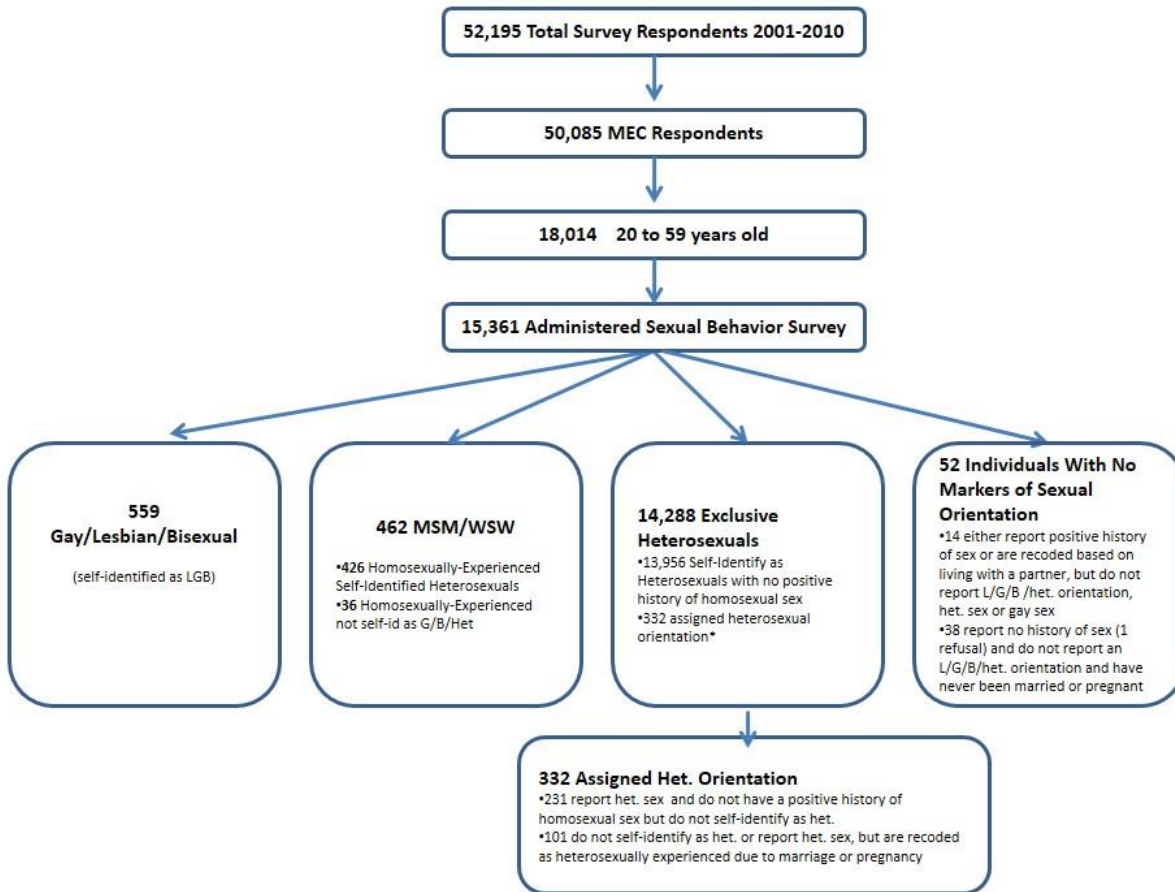 52,195 Total Survey Respondents 2001-2010
50,085 MEC Respondents
18,014    20 to 59 years old
15,361 Administered Sexual Behavior Survey
559
Gay/Lesbian/Bisexual
(self-identified as LGB)
462 MSM/WSW
•426 Homosexually-Experienced
Self-Identified Heterosexuals
•36 Homosexually-Experienced
not self-id as G/B/Het
14,288 Exclusive
Heterosexuals
•13,956 Self-Identify as
Heterosexuals with no positive
history of homosexual sex
•332 assigned heterosexual
orientation*
52 Individuals With No
Markers of Sexual
Orientation
•14 either report positive history
of sex or are recoded based on
living with a partner, but do not
report L/G/B /het. orientation,
het. sex or gay sex
•38 report no history of sex (1
refusal) and do not report an
L/G/B/het. orientation and have
never been married or pregnant
332 Assigned Het. Orientation
•231 report het. sex  and do not have a positive history of
homosexual sex but do not self-identify as het.
•101 do not self-identify as het. or report het. sex, but are recoded
as heterosexually experienced due to marriage or pregnancy